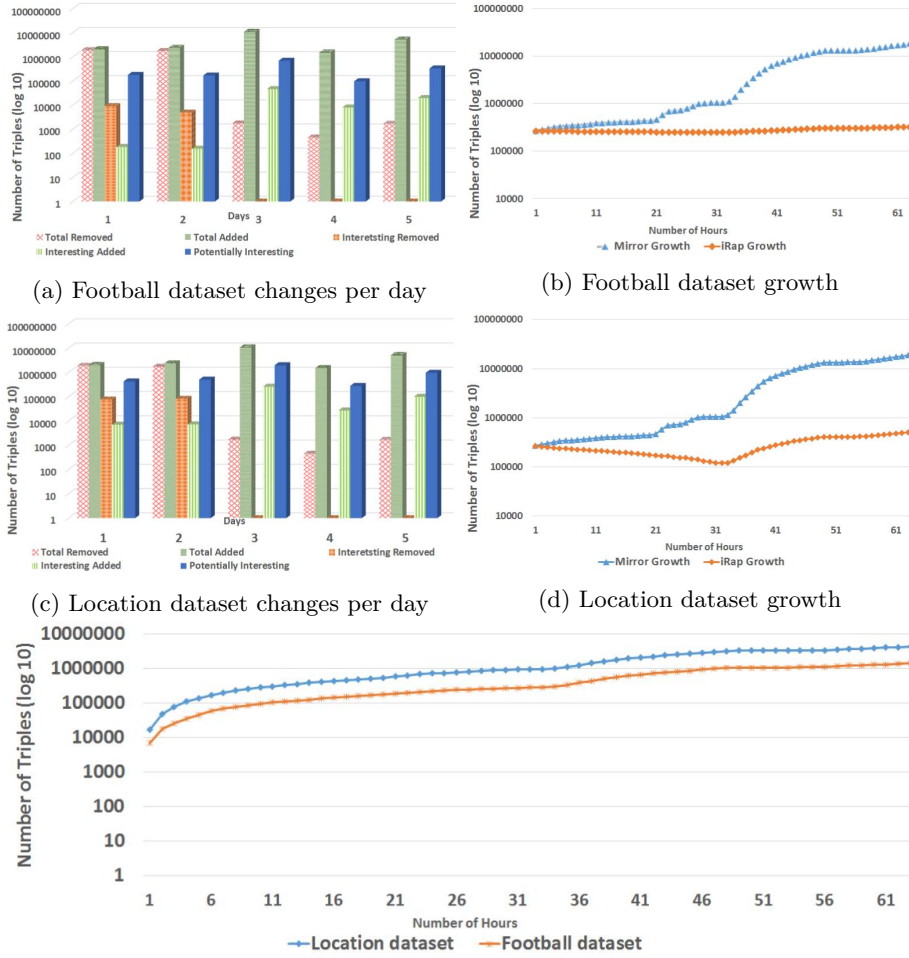 Number of Triples (log 10)
100000000
10000000
1000000
100000
10000
1000
100
10
1
1 2 3 4 5
Days
Total Removed Total Added Interetsting Removed
Interesting Added Potentially Interesting
(a) Football dataset changes per day
Number of Triples (log 10)
100000000
10000000
1000000
100000
10000
1 11 21 31 41 51 61
Number of Hours
Mirror Growth iRap Growth
(b) Football dataset growth
Number of Triples (log 10)
100000000
10000000
1000000
100000
10000
1000
100
10
1
1 2 3 4 5
Days
Total Removed Total Added Interetsting Removed
Interesting Added Potentially Interesting
(c) Location dataset changes per day
Number of Triples (log 10)
100000000
10000000
1000000
100000
10000
1 11 21 31 41 51 61
Number of Hours
Mirror Growth iRap Growth
(d) Location dataset growth
Number of Triples (log 10)
10000000
1000000
100000
10000
1000
100
10
1
1 6 11 16 21 26 31 36 41 46 51 56 61
Number of Hours
Location dataset Football dataset